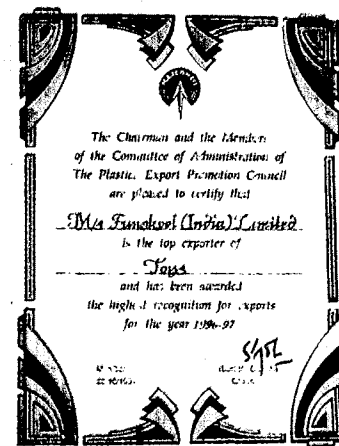 The Chairman and the Members
of the Committee of Administration of
The Plastics Export Promotion Council
are pleased to certify that
M/s Funskool (India) Limited
is the top exporter of
Toys
and has been awarded
the highest recognition for exports
for the year 1996-97